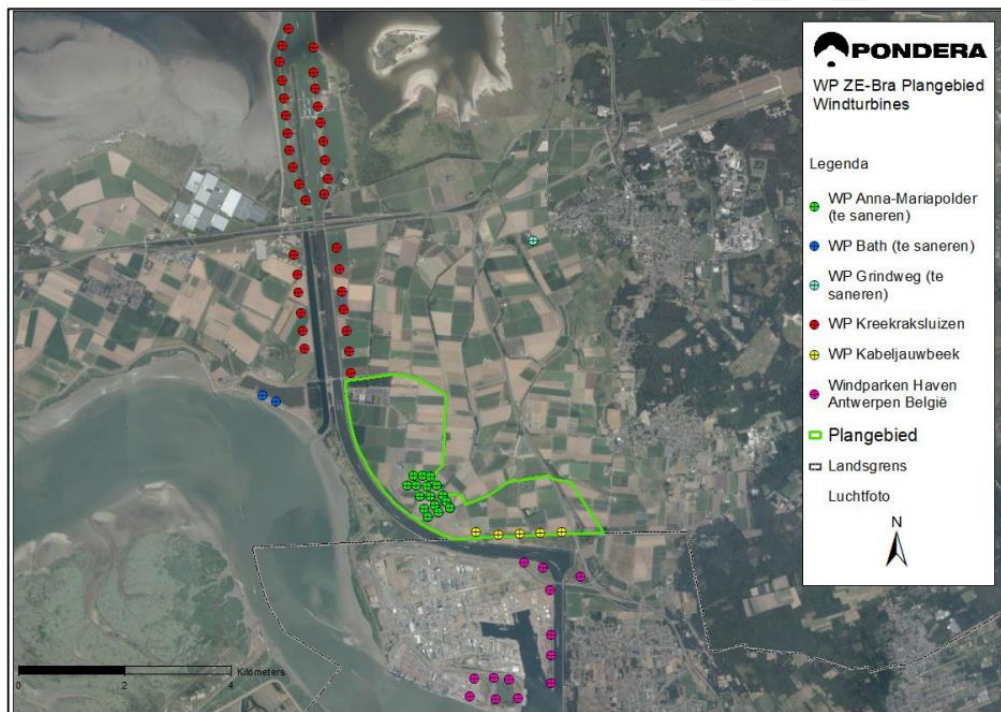 PONDERA
WP ZE-Bra Plangebied
Windturbines
Legenda
WP Anna-Mariapolder
(te saneren)
WP Bath (te saneren)
WP Grindweg (te
saneren)
WP Kreekraksluizen
WP Kabeljauwbeek
Windparken Haven
Antwerpen België
Plangebied
Landsgrens
Luchtfoto
N
Kilometers
0 2 4